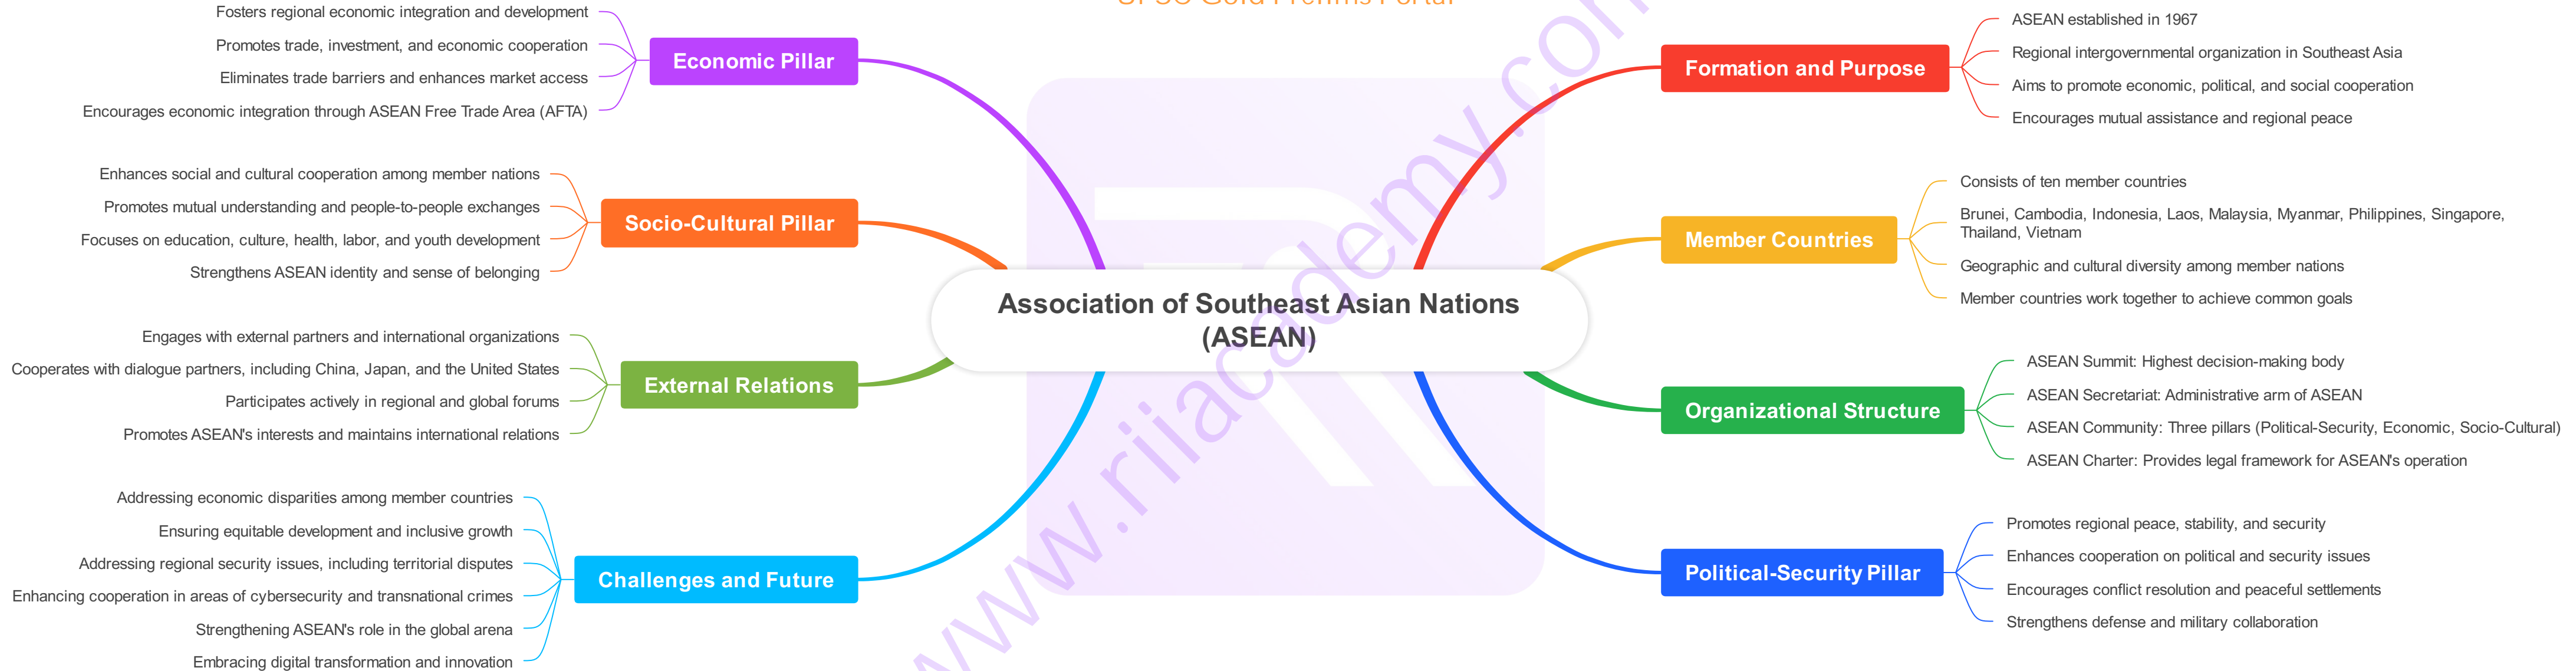 UPSC Gold Prelims Portal
Association of Southeast Asian Nations
(ASEAN)
Formation and Purpose
ASEAN established in 1967
Regional intergovernmental organization in Southeast Asia
Aims to promote economic, political, and social cooperation
Encourages mutual assistance and regional peace
Member Countries
Consists of ten member countries
Brunei, Cambodia, Indonesia, Laos, Malaysia, Myanmar, Philippines, Singapore,
Thailand, Vietnam
Geographic and cultural diversity among member nations
Member countries work together to achieve common goals
Organizational Structure
ASEAN Summit: Highest decision-making body
ASEAN Secretariat: Administrative arm of ASEAN
ASEAN Community: Three pillars (Political-Security, Economic, Socio-Cultural)
ASEAN Charter: Provides legal framework for ASEAN's operation
Political-Security Pillar
Promotes regional peace, stability, and security
Enhances cooperation on political and security issues
Encourages conflict resolution and peaceful settlements
Strengthens defense and military collaboration
Economic Pillar
Fosters regional economic integration and development
Promotes trade, investment, and economic cooperation
Eliminates trade barriers and enhances market access
Encourages economic integration through ASEAN Free Trade Area (AFTA)
Socio-Cultural Pillar
Enhances social and cultural cooperation among member nations
Promotes mutual understanding and people-to-people exchanges
Focuses on education, culture, health, labor, and youth development
Strengthens ASEAN identity and sense of belonging
External Relations
Engages with external partners and international organizations
Cooperates with dialogue partners, including China, Japan, and the United States
Participates actively in regional and global forums
Promotes ASEAN's interests and maintains international relations
Challenges and Future
Addressing economic disparities among member countries
Ensuring equitable development and inclusive growth
Addressing regional security issues, including territorial disputes
Enhancing cooperation in areas of cybersecurity and transnational crimes
Strengthening ASEAN's role in the global arena
Embracing digital transformation and innovation